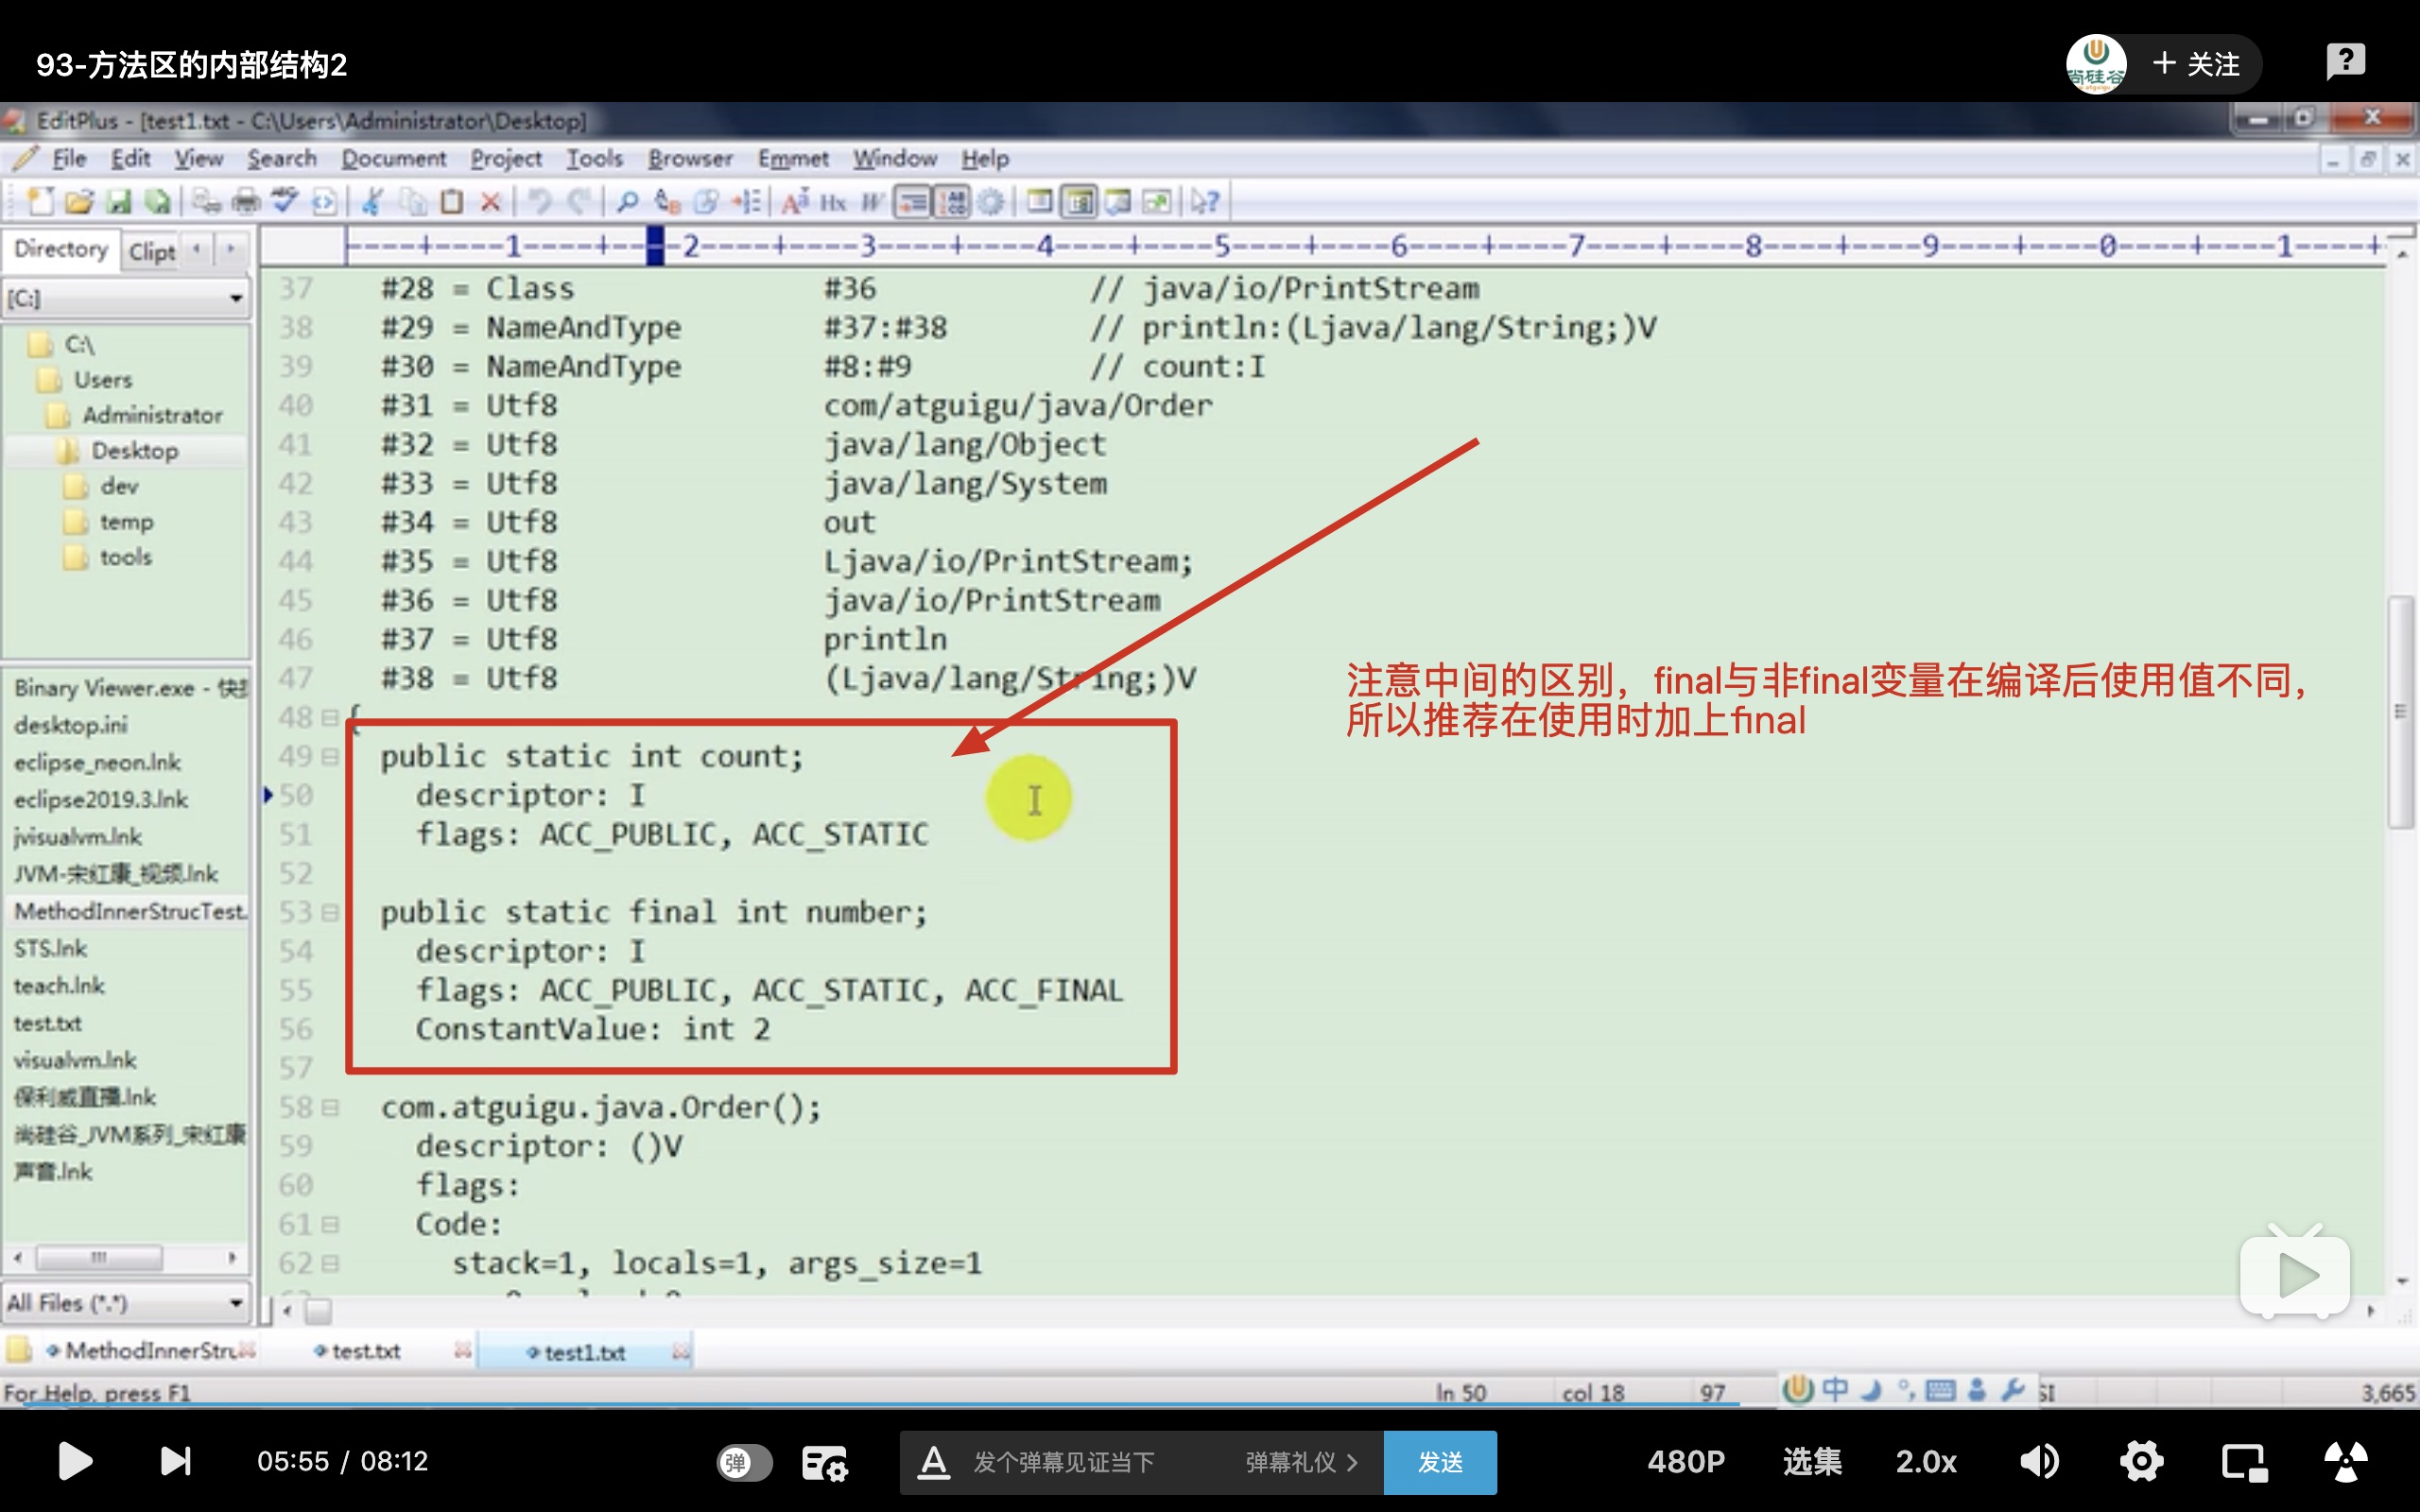 93-方法区的内部结构2
尚硅谷
关注
EditPlus - [test1.txt - C:\Users\Administrator\Desktop]
File Edit View Search Document Project Tools Browser Emmet Window Help
Directory Clipt
----+----1----+----2----+----3----+----4----+----5----+----6----+----7----+----8----+----9----+----0----+----1----+
[C:]
C:\
Users
Administrator
Desktop
dev
temp
tools
Binary Viewer.exe - 快
desktop.ini
eclipse_neon.lnk
eclipse2019.3.lnk
jvisualvm.lnk
JVM-宋红康_视频.lnk
MethodInnerStrucTest.
STS.lnk
teach.lnk
test.txt
visualvm.lnk
保利威直播.lnk
尚硅谷_JVM系列_宋红康
声音.lnk
All Files (*.*)
37 #28 = Class #36 // java/io/PrintStream
38 #29 = NameAndType #37:#38 // println:(Ljava/lang/String;)V
39 #30 = NameAndType #8:#9 // count:I
40 #31 = Utf8 com/atguigu/java/Order
41 #32 = Utf8 java/lang/Object
42 #33 = Utf8 java/lang/System
43 #34 = Utf8 out
44 #35 = Utf8 Ljava/io/PrintStream;
45 #36 = Utf8 java/io/PrintStream
46 #37 = Utf8 println
47 #38 = Utf8 (Ljava/lang/String;)V
48 {
49 public static int count;
50 descriptor: I
51 flags: ACC_PUBLIC, ACC_STATIC
52
53 public static final int number;
54 descriptor: I
55 flags: ACC_PUBLIC, ACC_STATIC, ACC_FINAL
56 ConstantValue: int 2
57
58 com.atguigu.java.Order();
59 descriptor: ()V
60 flags:
61 Code:
62 stack=1, locals=1, args_size=1
注意中间的区别，final与非final变量在编译后使用值不同，
所以推荐在使用时加上final
MethodInnerStru test.txt test1.txt
For Help, press F1 ln 50 col 18 97 中 SI 3,665
05:55 / 08:12 弹 发个弹幕见证当下 弹幕礼仪 > 发送 480P 选集 2.0x